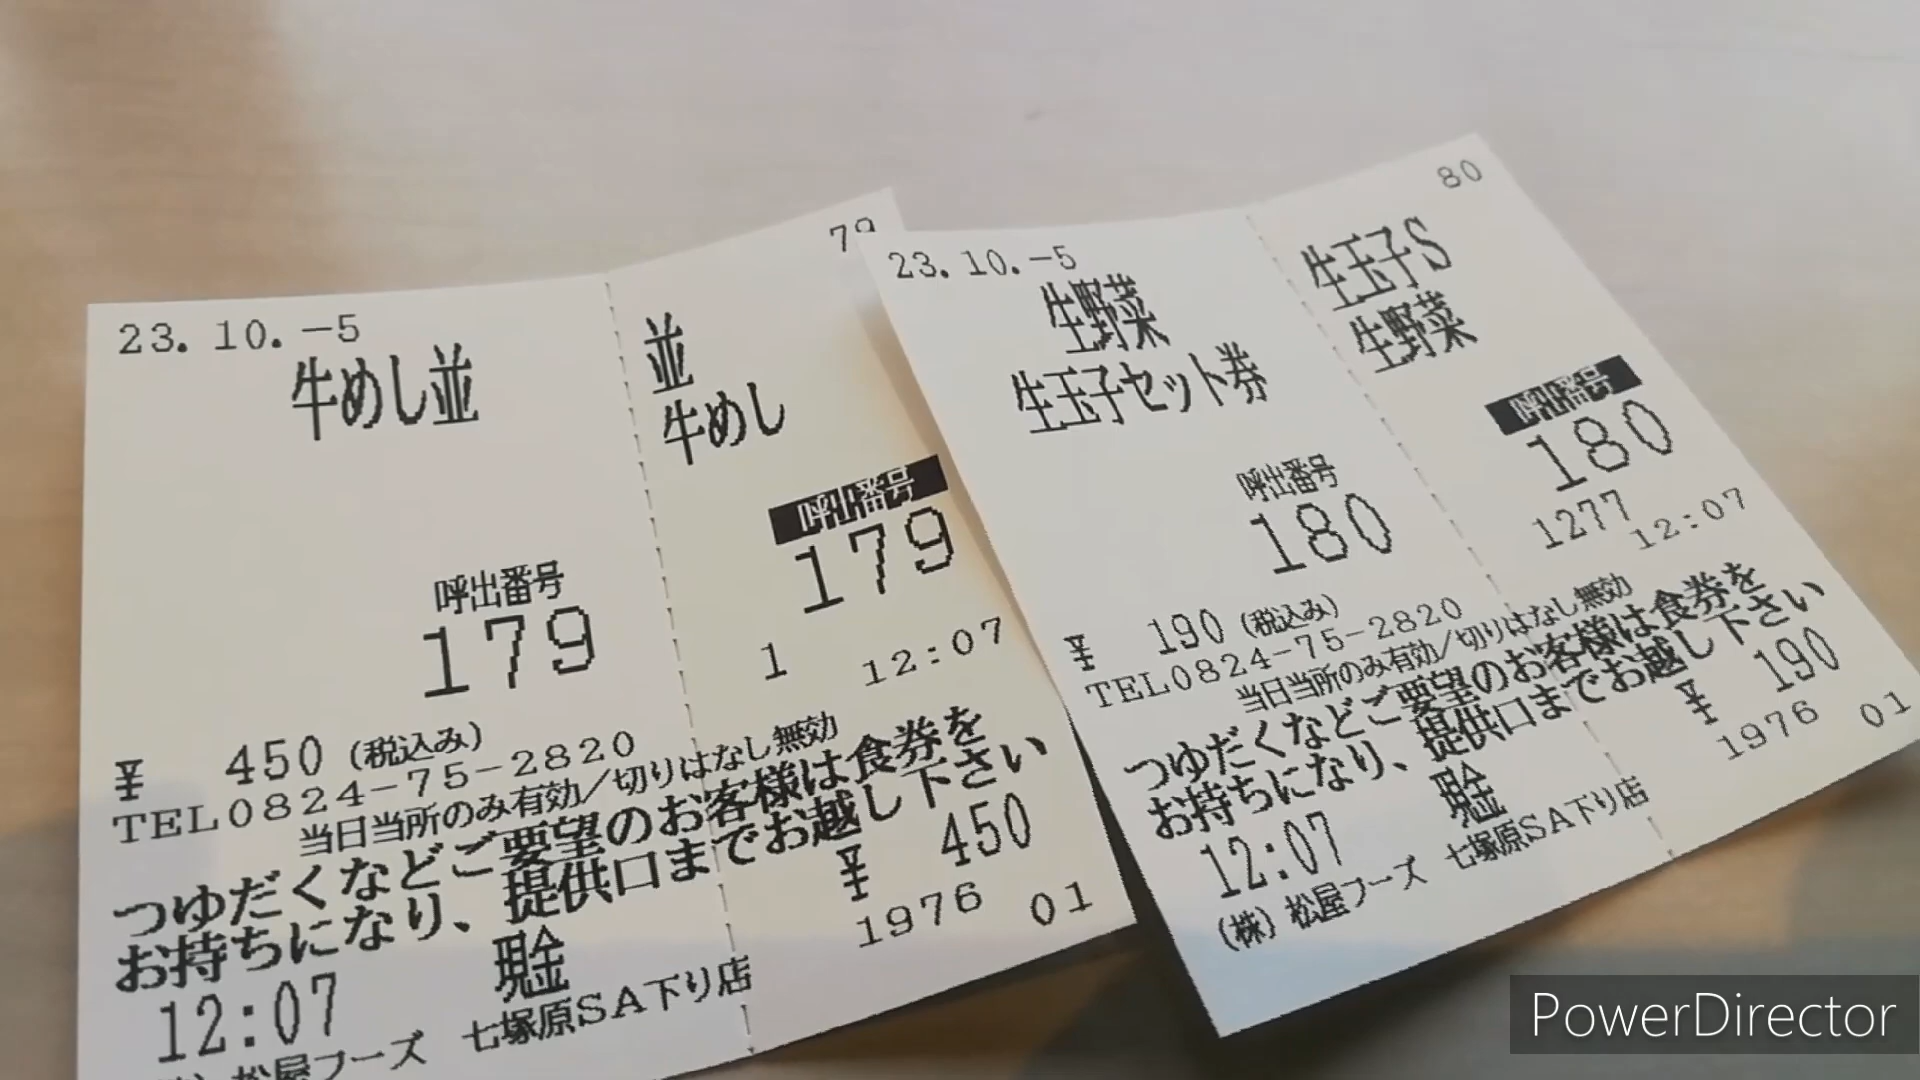 79
23.10.-5
牛めし並
並
牛めし
呼出番号
179
呼出番号
179
1 12:07
¥ 450 (税込み)
TEL0824-75-2820
当日当所のみ有効/切りはなし無効
つゆだくなどご要望のお客様は食券を
お持ちになり、提供口までお越し下さい
¥ 450
12:07 現金
1976 01
松屋フーズ 七塚原SA下り店
80
23.10.-5
生野菜
生玉子セット券
生玉子S
生野菜
呼出番号
180
呼出番号
180
1277 12:07
¥ 190 (税込み)
TEL0824-75-2820
当日当所のみ有効/切りはなし無効
つゆだくなどご要望のお客様は食券を
お持ちになり、提供口までお越し下さい
¥ 190
12:07 現金
1976 01
(株) 松屋フーズ 七塚原SA下り店
PowerDirector